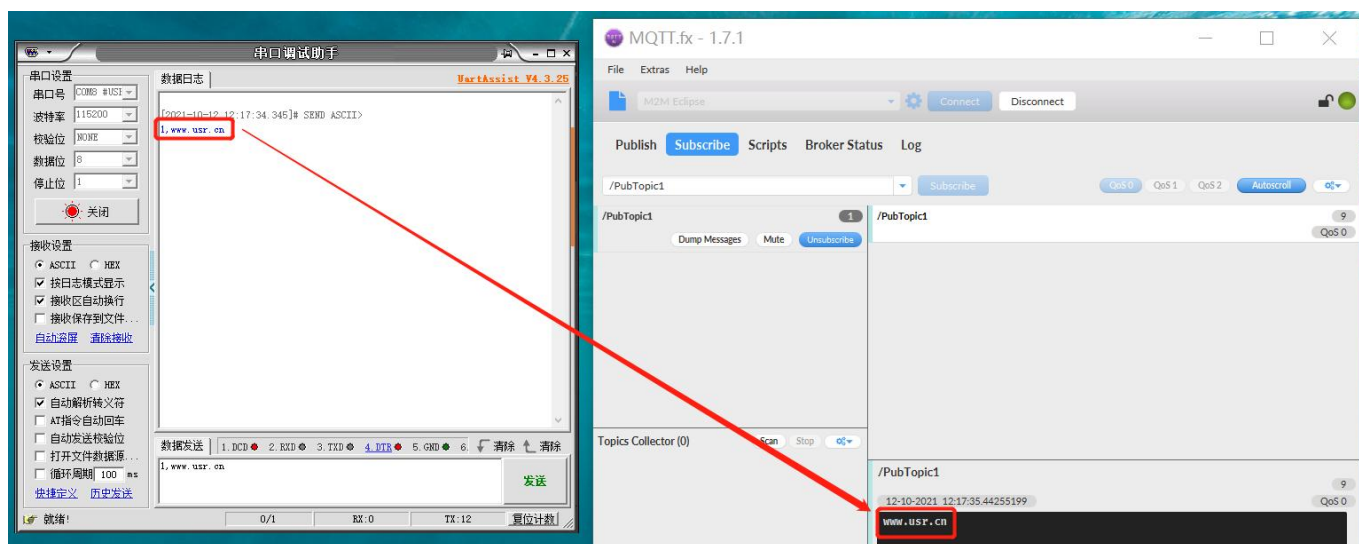 串口调试助手
串口设置
串口号 COM8 #USE
波特率 115200
校验位 NONE
数据位 8
停止位 1
关闭
接收设置
ASCII HEX
按日志模式显示
接收区自动换行
接收保存到文件...
自动滚屏 清除接收
发送设置
ASCII HEX
自动解析转义符
AT指令自动回车
自动发送校验位
打开文件数据源...
循环周期 100 ms
快捷定义 历史发送
数据日志 UartAssist V4.3.25
[2021-10-12 12:17:34.345]# SEND ASCII>
1,www.usr.cn
数据发送 1.DCD 2.RXD 3.TXD 4.DTR 5.GND 6. 清除 清除
1,www.usr.cn
发送
就绪! 0/1 RX:0 TX:12 复位计数
MQTT.fx - 1.7.1
File Extras Help
M2M Eclipse Connect Disconnect
Publish Subscribe Scripts Broker Status Log
/PubTopic1 Subscribe QoS 0 QoS 1 QoS 2 Autoscroll
/PubTopic1 1
Dump Messages Mute Unsubscribe
/PubTopic1 9
QoS 0
Topics Collector (0) Scan Stop
/PubTopic1
9
12-10-2021 12:17:35.44255199 QoS 0
www.usr.cn